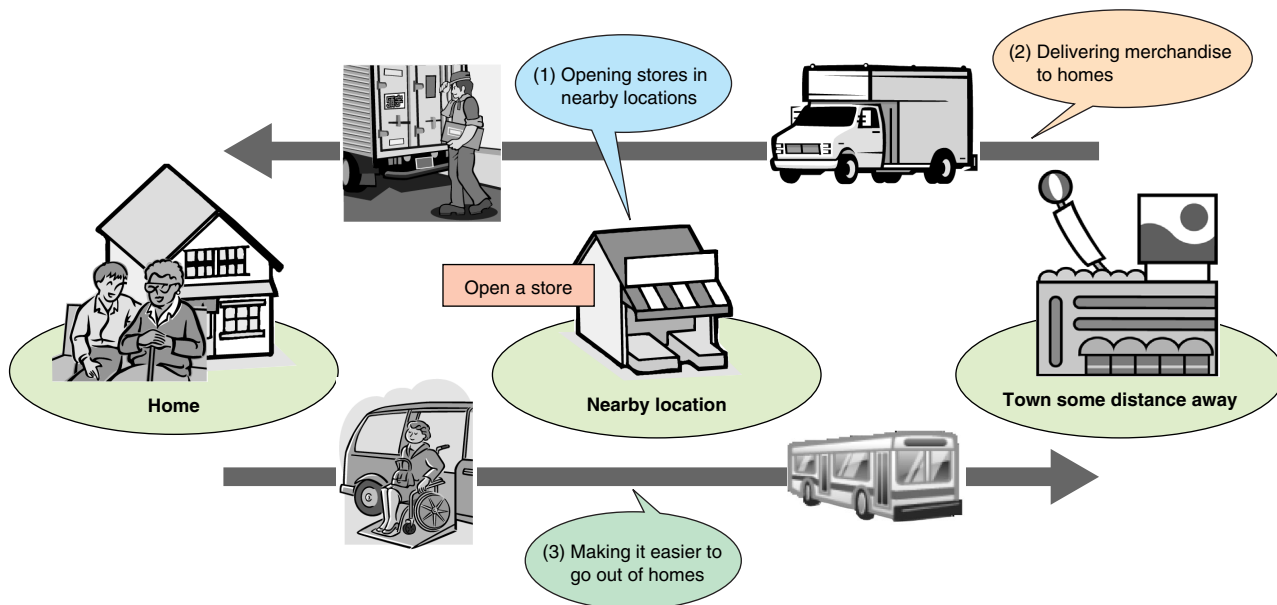 (1) Opening stores in
nearby locations
(2) Delivering merchandise
to homes
Open a store
Home
Nearby location
Town some distance away
(3) Making it easier to
go out of homes